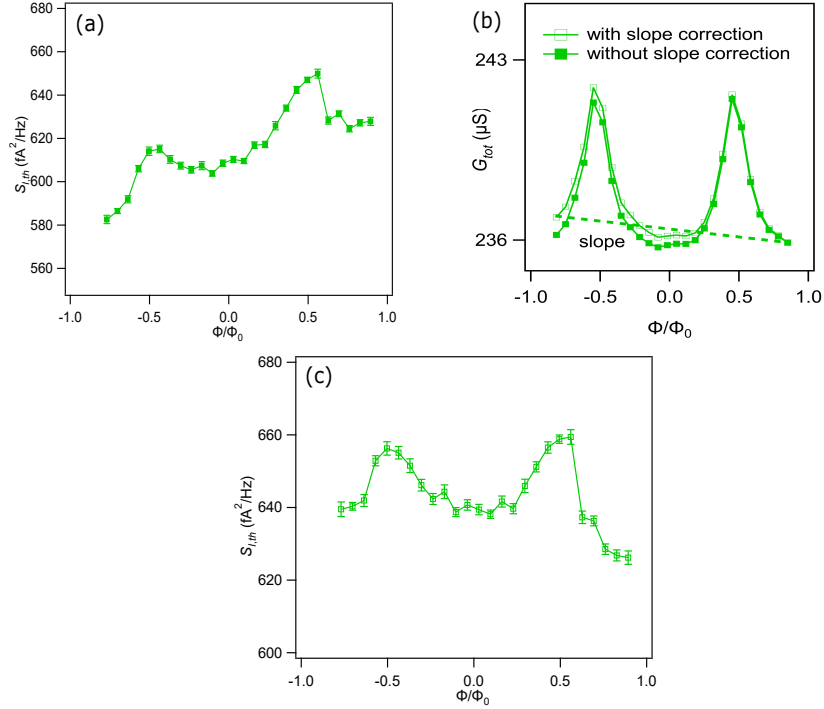 (a)
680
660
640
620
600
580
560
S_I,th (fA²/Hz)
-1.0 -0.5 0.0 0.5 1.0
Φ/Φ₀
(b)
with slope correction
without slope correction
243
236
G_tot (µS)
slope
-1.0 -0.5 0.0 0.5 1.0
Φ/Φ₀
(c)
680
660
640
620
600
S_I,th (fA²/Hz)
-1.0 -0.5 0.0 0.5 1.0
Φ/Φ₀